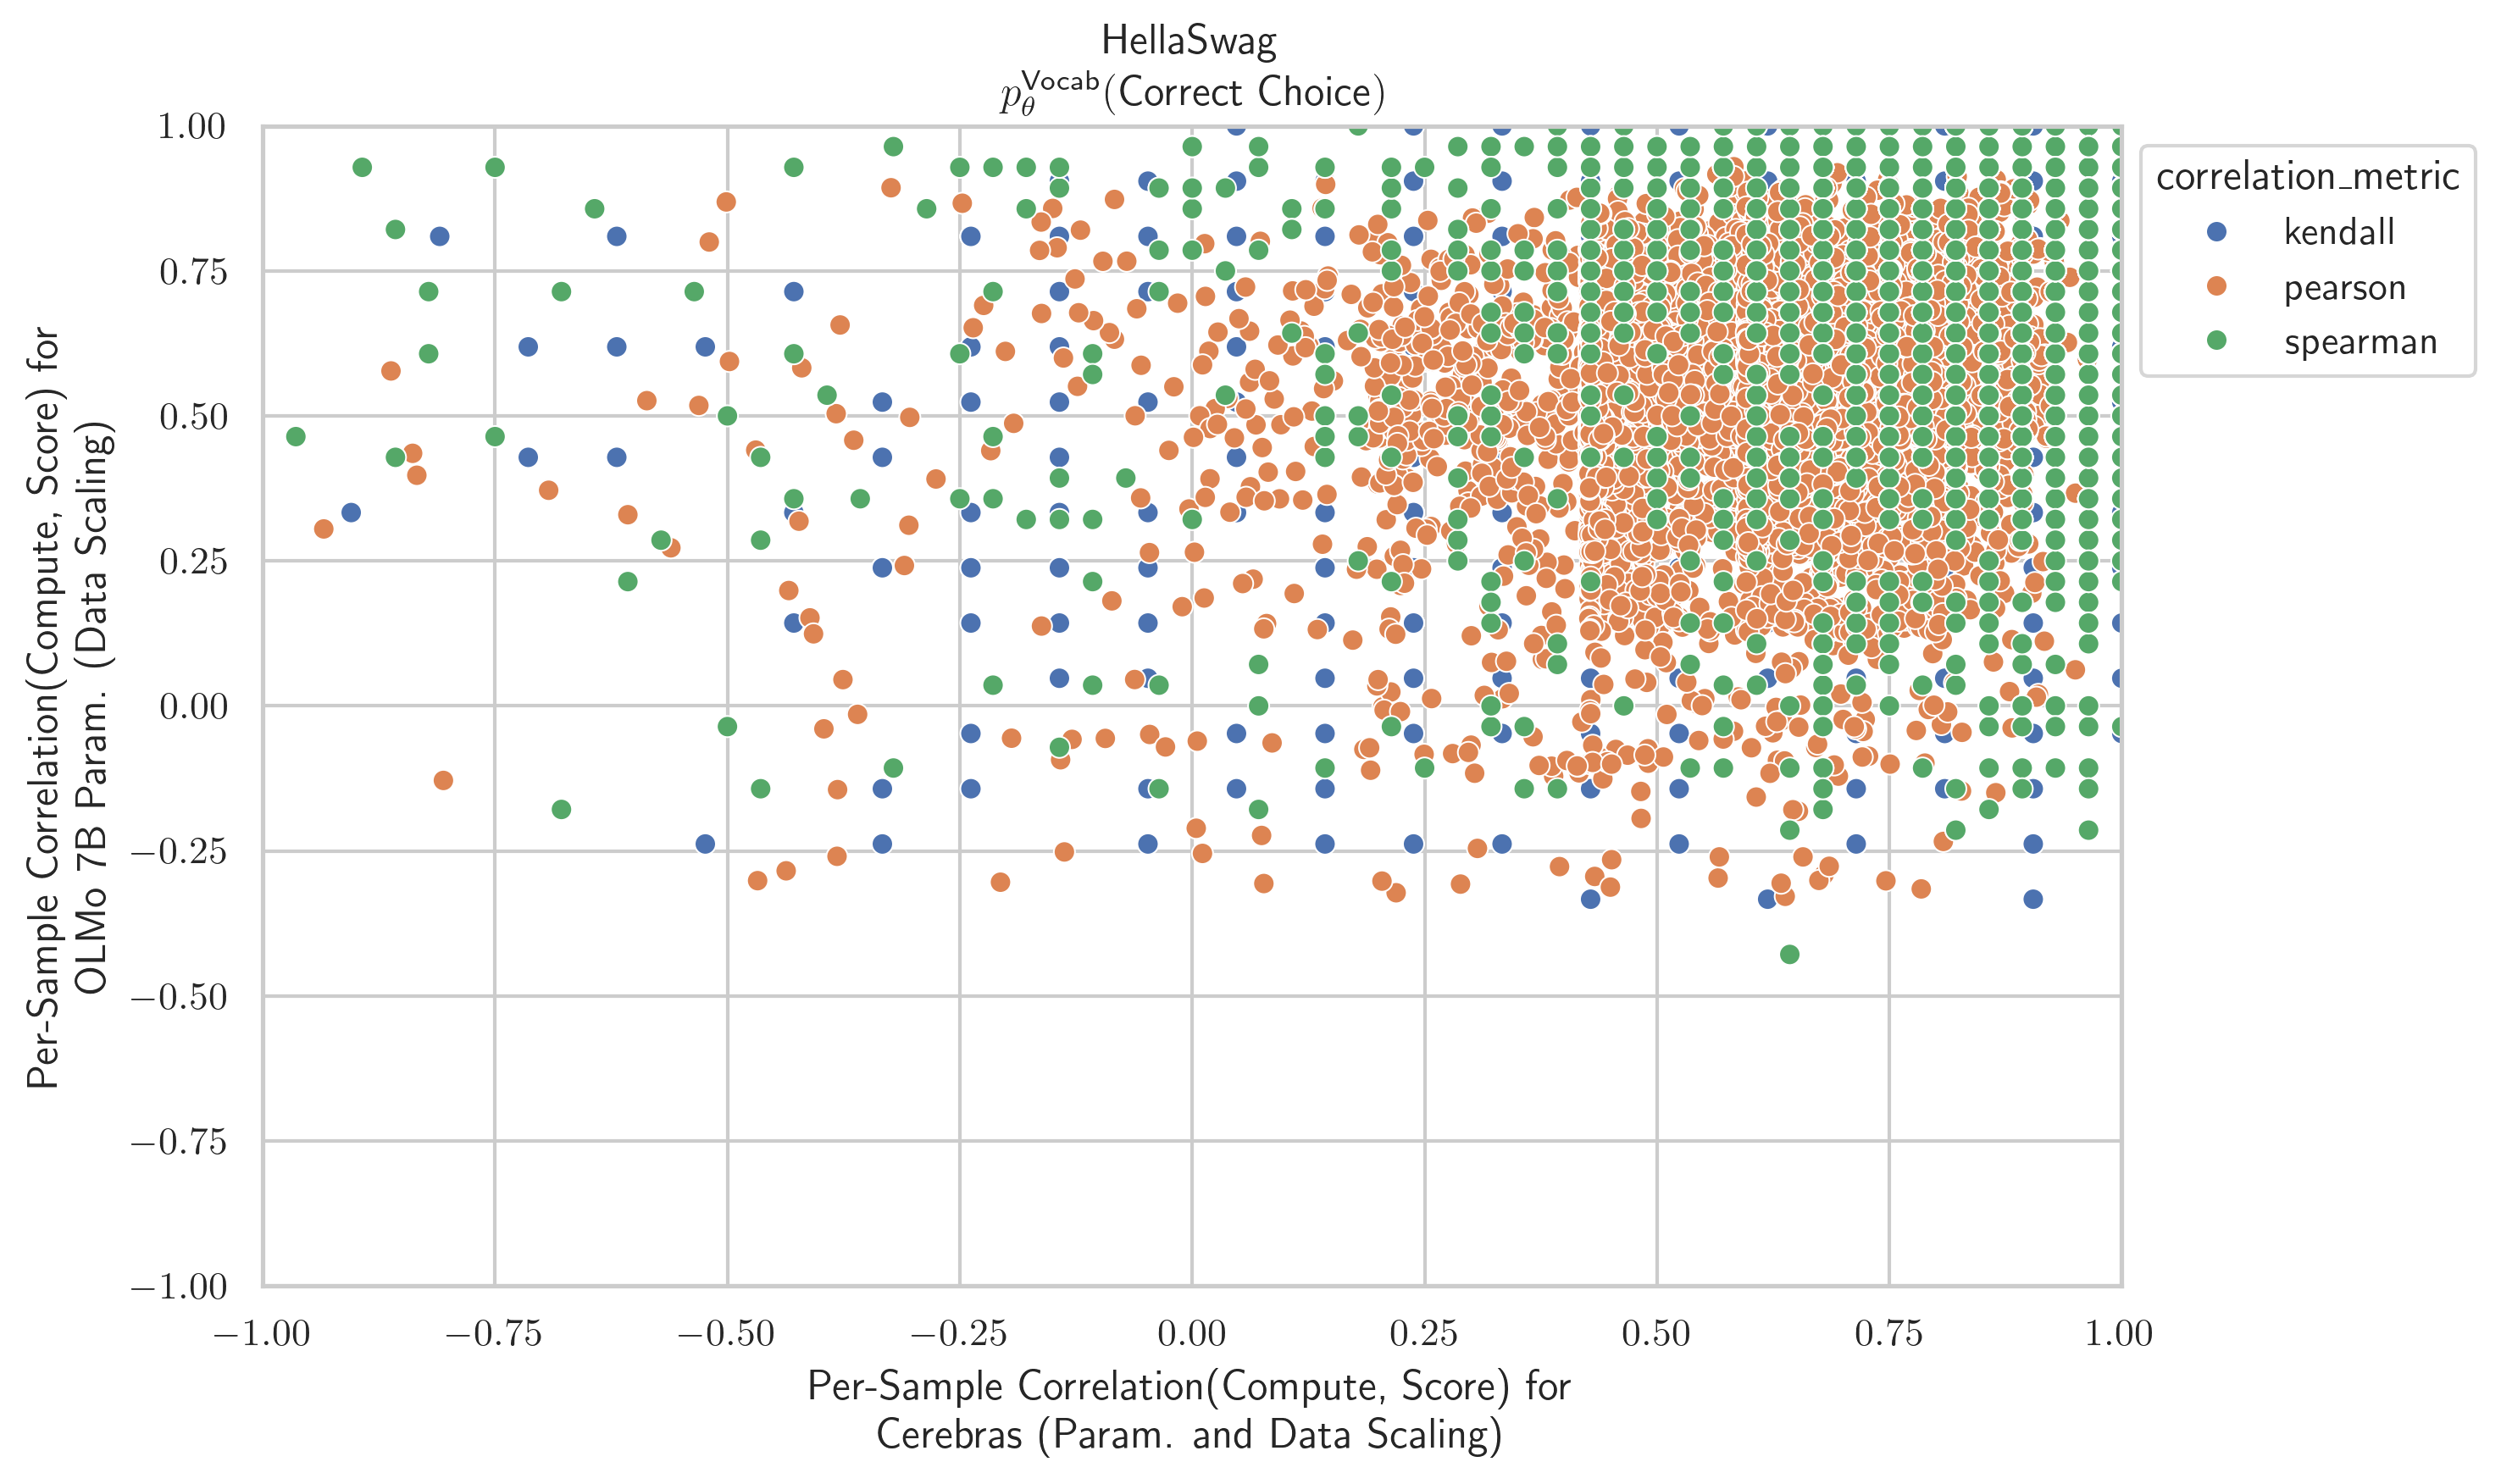 HellaSwag
p_θ^Vocab(Correct Choice)
1.00
0.75
0.50
0.25
0.00
−0.25
−0.50
−0.75
−1.00
Per-Sample Correlation(Compute, Score) for
OLMo 7B Param. (Data Scaling)
−1.00 −0.75 −0.50 −0.25 0.00 0.25 0.50 0.75 1.00
Per-Sample Correlation(Compute, Score) for
Cerebras (Param. and Data Scaling)
correlation_metric
kendall
pearson
spearman